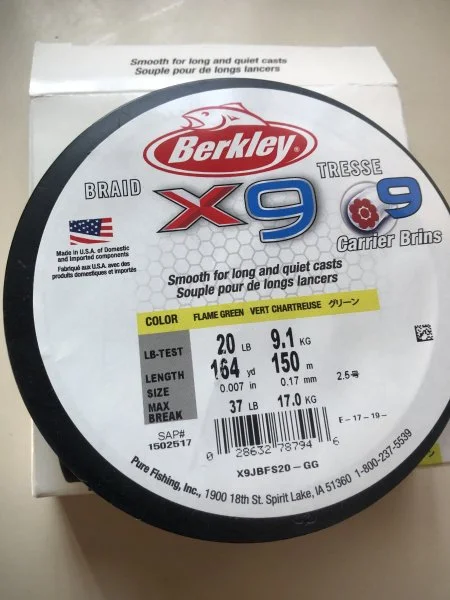 Smooth for long and quiet casts
Souple pour de longs lancers
Berkley®
BRAID
TRESSE
X9
9
Carrier Brins
Made in U.S.A. of Domestic
and Imported components
Fabriqué aux U.S.A. avec des
produits domestiques et importés
Smooth for long and quiet casts
Souple pour de longs lancers
COLOR FLAME GREEN VERT CHARTREUSE グリーン
LB-TEST 20 LB 9.1 KG
LENGTH 164 yd 150 m
SIZE 0.007 in 0.17 mm 2.5号
MAX BREAK 37 LB 17.0 KG
SAP#
1502517
E-17-19-
0 28632 78794 6
X9JBFS20-GG
Pure Fishing, Inc., 1900 18th St. Spirit Lake, IA 51360 1-800-237-5539